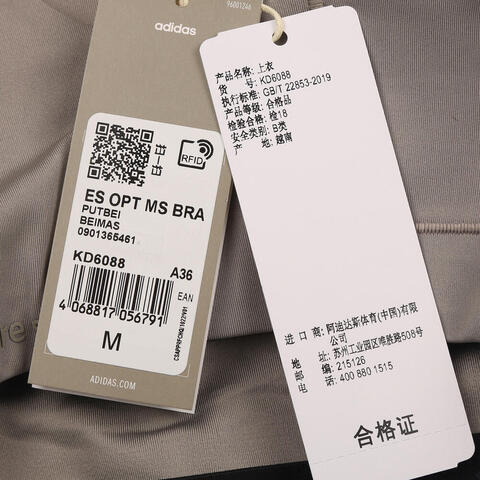 96001246
adidas
RFID
ES OPT MS BRA
PUTBEI
BEIMAS
0901365461
KD6088
A36
EAN
4 068817 056791
M
ADIDAS.COM
产品名称: 上衣
货 号: KD6088
执行标准: GB/T 22853-2019
产品等级: 合格品
检验合格: 检18
安全类别: B类
产 地: 越南
进 口 商: 阿迪达斯体育(中国)有限
公司
地 址: 苏州工业园区唯胜路508号
邮 编: 215126
电 话: 400 880 1515
合格证